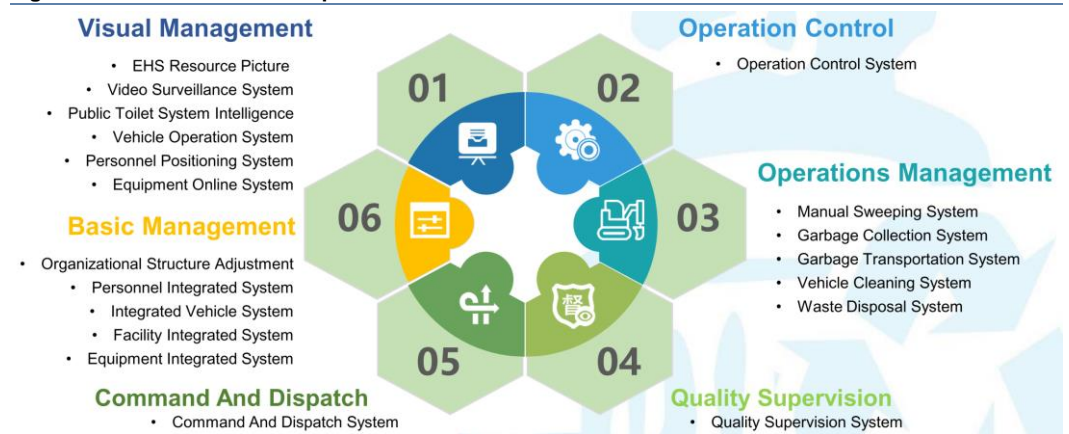 Visual Management
• EHS Resource Picture
• Video Surveillance System
• Public Toilet System Intelligence
• Vehicle Operation System
• Personnel Positioning System
• Equipment Online System
Basic Management
• Organizational Structure Adjustment
• Personnel Integrated System
• Integrated Vehicle System
• Facility Integrated System
• Equipment Integrated System
Command And Dispatch
• Command And Dispatch System
01
02
03
04
05
06
督
Operation Control
• Operation Control System
Operations Management
• Manual Sweeping System
• Garbage Collection System
• Garbage Transportation System
• Vehicle Cleaning System
• Waste Disposal System
Quality Supervision
• Quality Supervision System